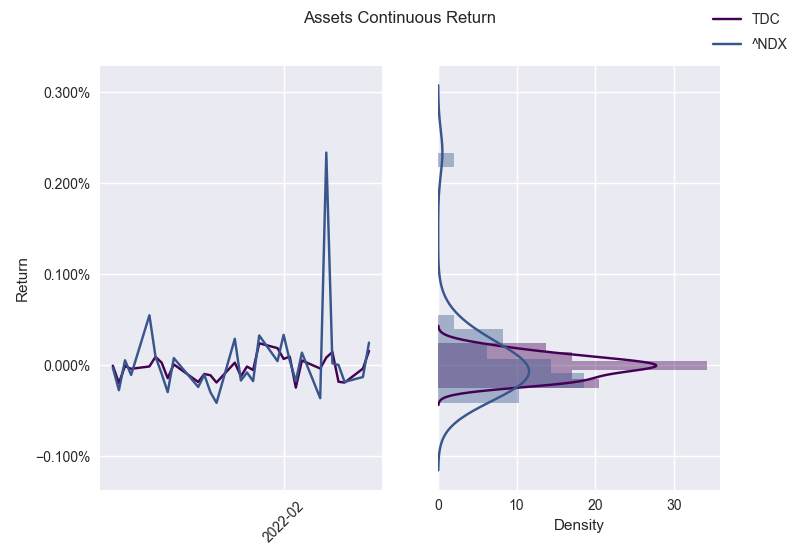 Assets Continuous Return
TDC
^NDX
0.300%
0.200%
0.100%
0.000%
−0.100%
Return
2022-02
0
10
20
30
Density